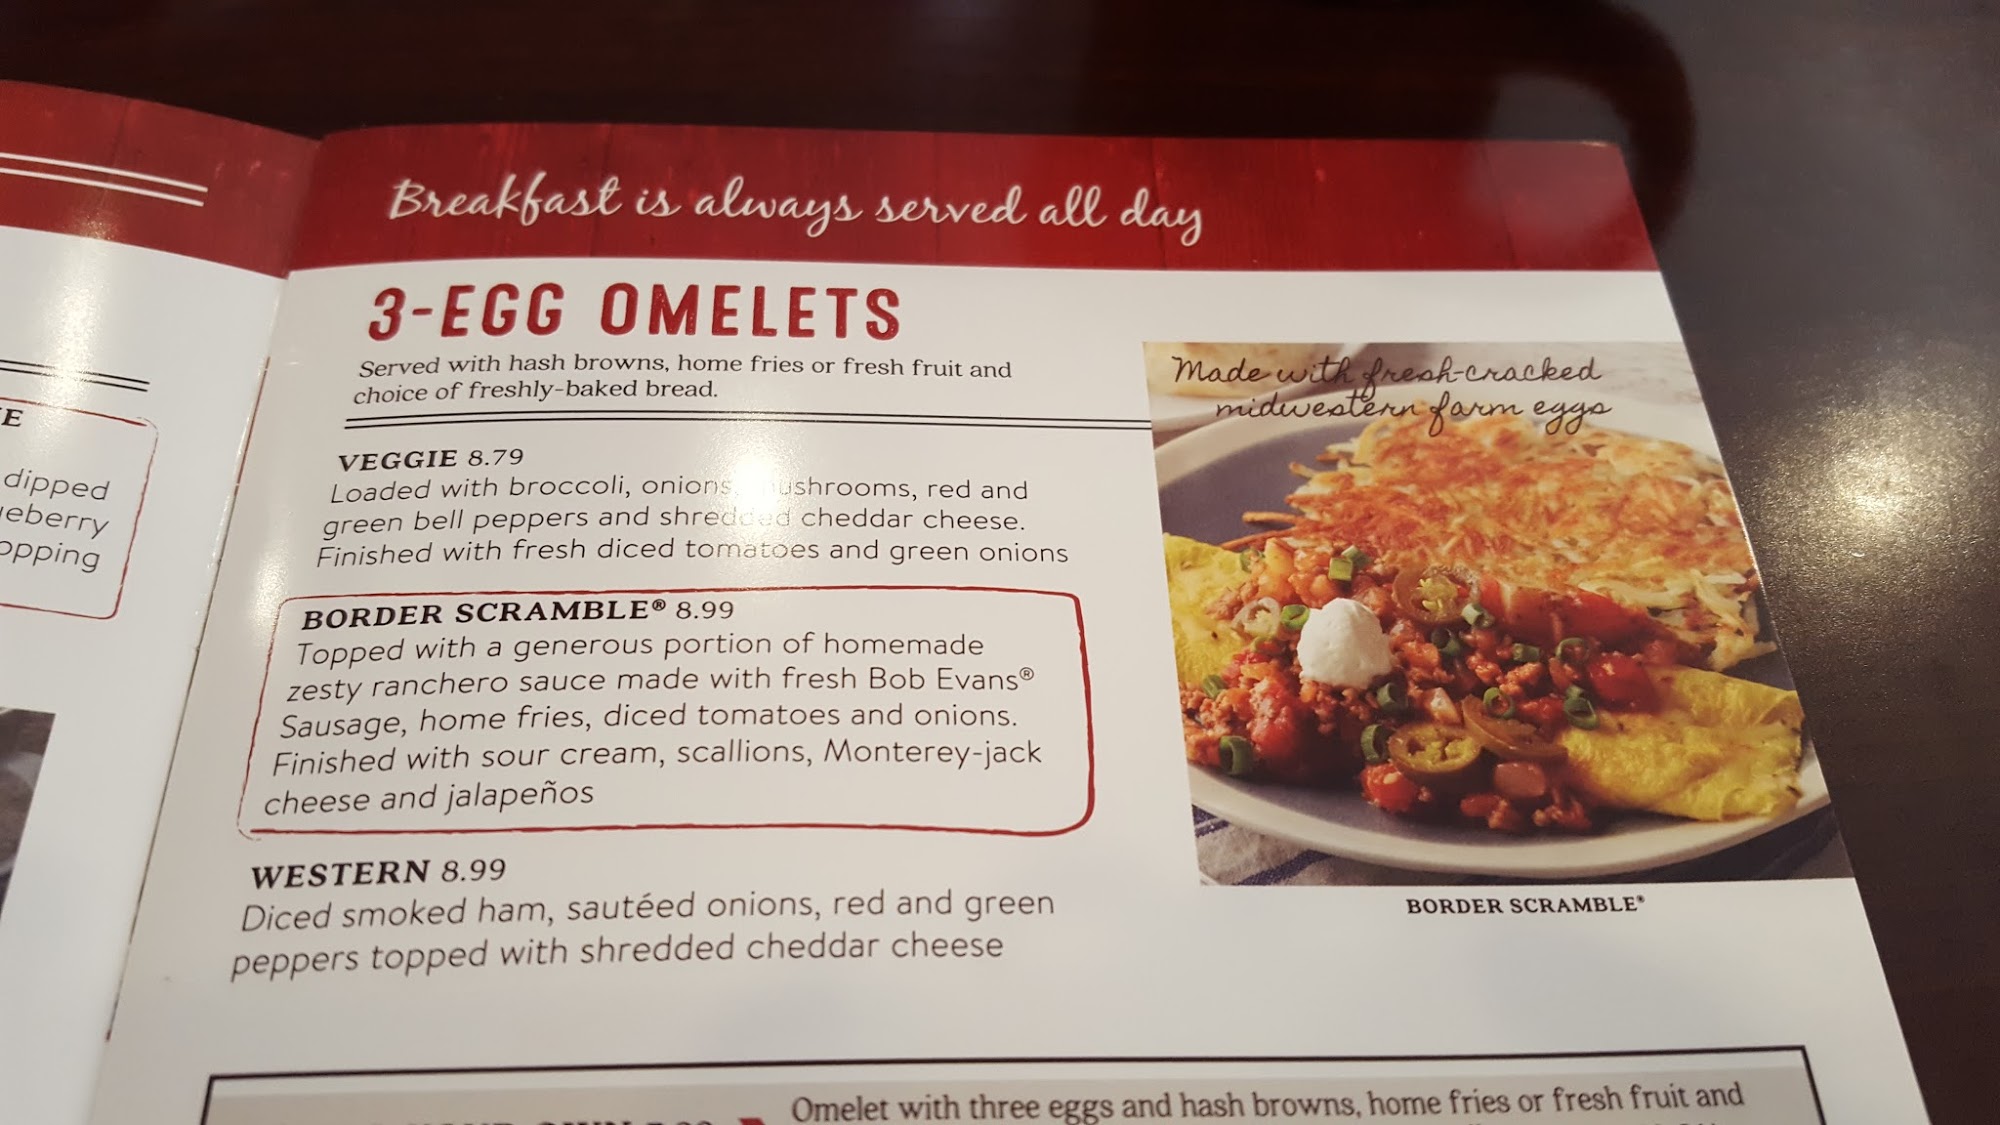 Breakfast is always served all day
3-EGG OMELETS
Served with hash browns, home fries or fresh fruit and
choice of freshly-baked bread.
Made with fresh-cracked
midwestern farm eggs
VEGGIE 8.79
Loaded with broccoli, onions, mushrooms, red and
green bell peppers and shredded cheddar cheese.
Finished with fresh diced tomatoes and green onions
BORDER SCRAMBLE® 8.99
Topped with a generous portion of homemade
zesty ranchero sauce made with fresh Bob Evans®
Sausage, home fries, diced tomatoes and onions.
Finished with sour cream, scallions, Monterey-jack
cheese and jalapeños
WESTERN 8.99
Diced smoked ham, sautéed onions, red and green
peppers topped with shredded cheddar cheese
BORDER SCRAMBLE®
Omelet with three eggs and hash browns, home fries or fresh fruit and
dipped